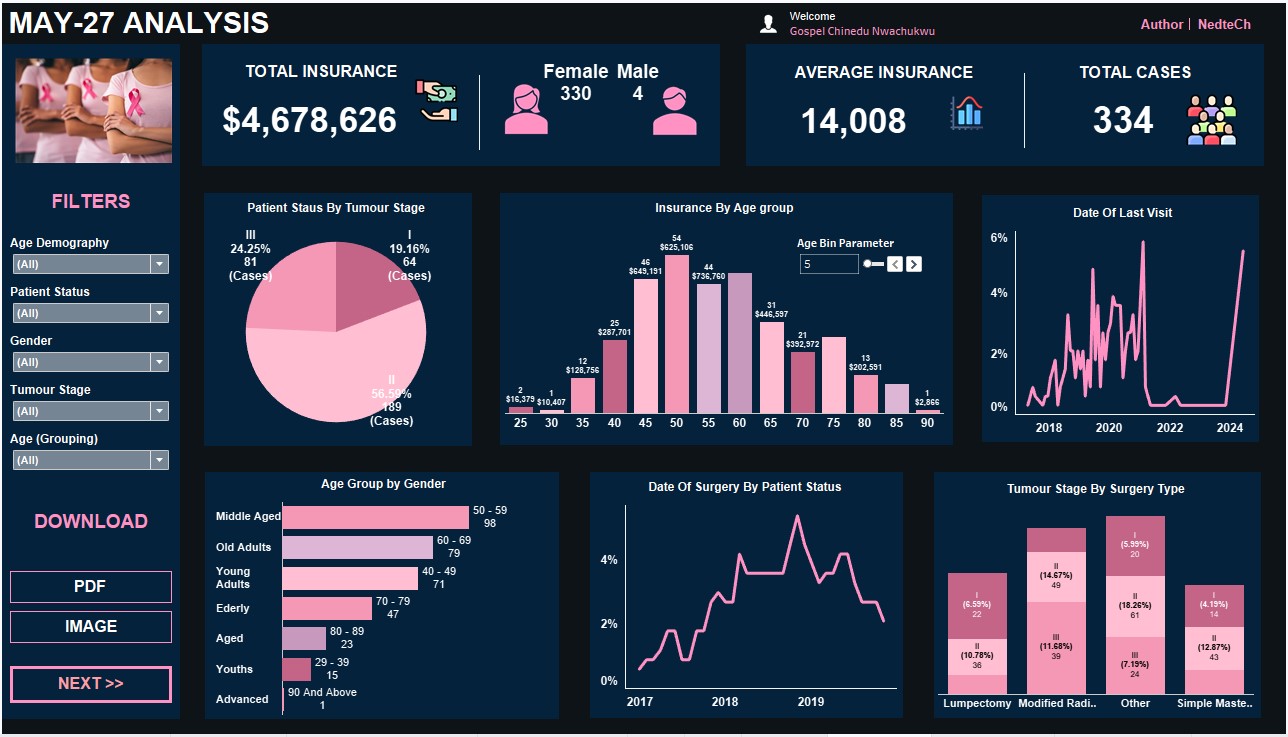 MAY-27 ANALYSIS
Welcome
Gospel Chinedu Nwachukwu
Author | NedteCh
TOTAL INSURANCE
$4,678,626
Female Male
330 4
AVERAGE INSURANCE
14,008
TOTAL CASES
334
FILTERS
Age Demography
(All)
Patient Status
(All)
Gender
(All)
Tumour Stage
(All)
Age (Grouping)
(All)
DOWNLOAD
PDF
IMAGE
NEXT >>
Patient Staus By Tumour Stage
III
24.25%
81
(Cases)
I
19.16%
64
(Cases)
II
56.59%
189
(Cases)
Insurance By Age group
Age Bin Parameter
5
2
$16,379
1
$10,407
12
$128,756
25
$287,701
46
$649,191
54
$625,106
44
$736,760
31
$446,597
21
$392,972
13
$202,591
1
$2,866
25 30 35 40 45 50 55 60 65 70 75 80 85 90
Date Of Last Visit
6%
4%
2%
0%
2018 2020 2022 2024
Age Group by Gender
Middle Aged
50 - 59
98
Old Adults
60 - 69
79
Young
Adults
40 - 49
71
Ederly
70 - 79
47
Aged
80 - 89
23
Youths
29 - 39
15
Advanced
90 And Above
1
Date Of Surgery By Patient Status
4%
2%
0%
2017 2018 2019
Tumour Stage By Surgery Type
I
(6.59%)
22
II
(10.78%)
36
II
(14.67%)
49
III
(11.68%)
39
I
(5.99%)
20
II
(18.26%)
61
III
(7.19%)
24
I
(4.19%)
14
II
(12.87%)
43
Lumpectomy Modified Radi.. Other Simple Maste..